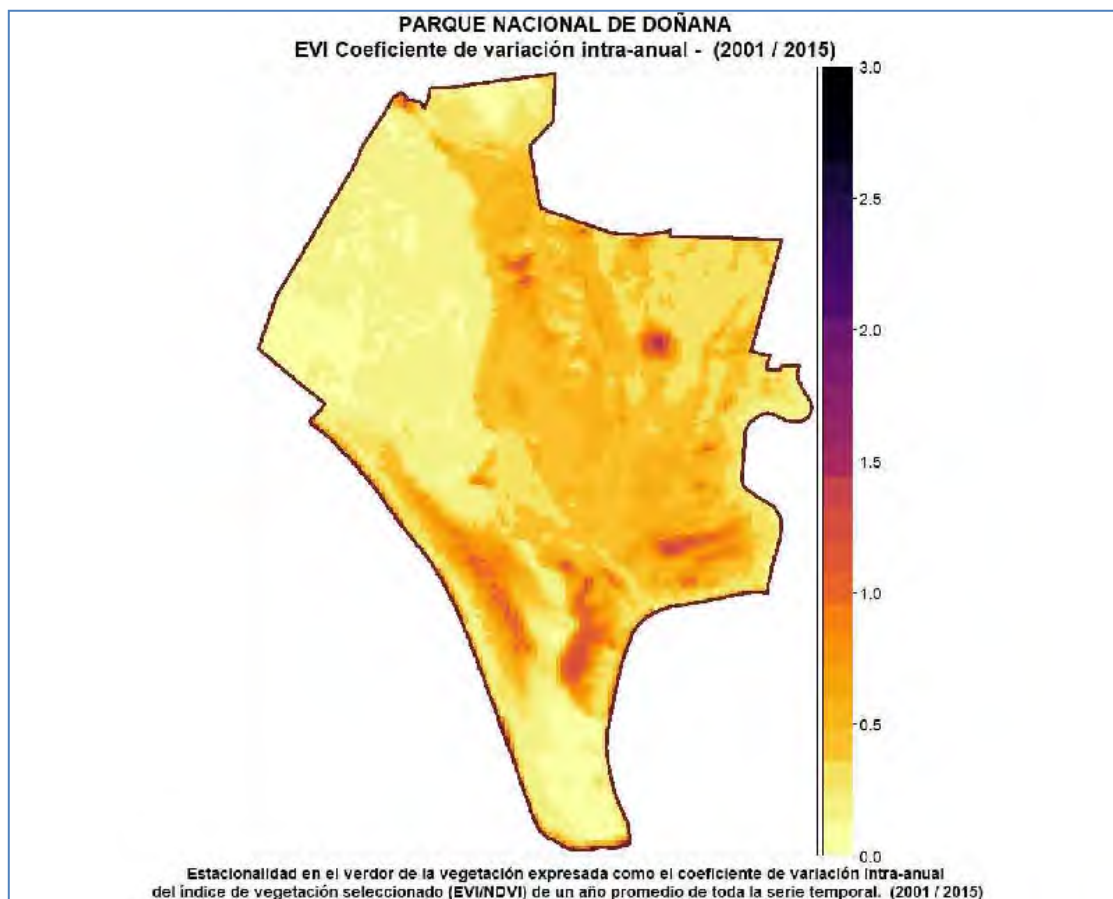 PARQUE NACIONAL DE DOÑANA
EVI Coeficiente de variación intra-anual - (2001 / 2015)
3.0
2.5
2.0
1.5
1.0
0.5
0.0
Estacionalidad en el verdor de la vegetación expresada como el coeficiente de variación intra-anual
del índice de vegetación seleccionado (EVI/NDVI) de un año promedio de toda la serie temporal. (2001 / 2015)